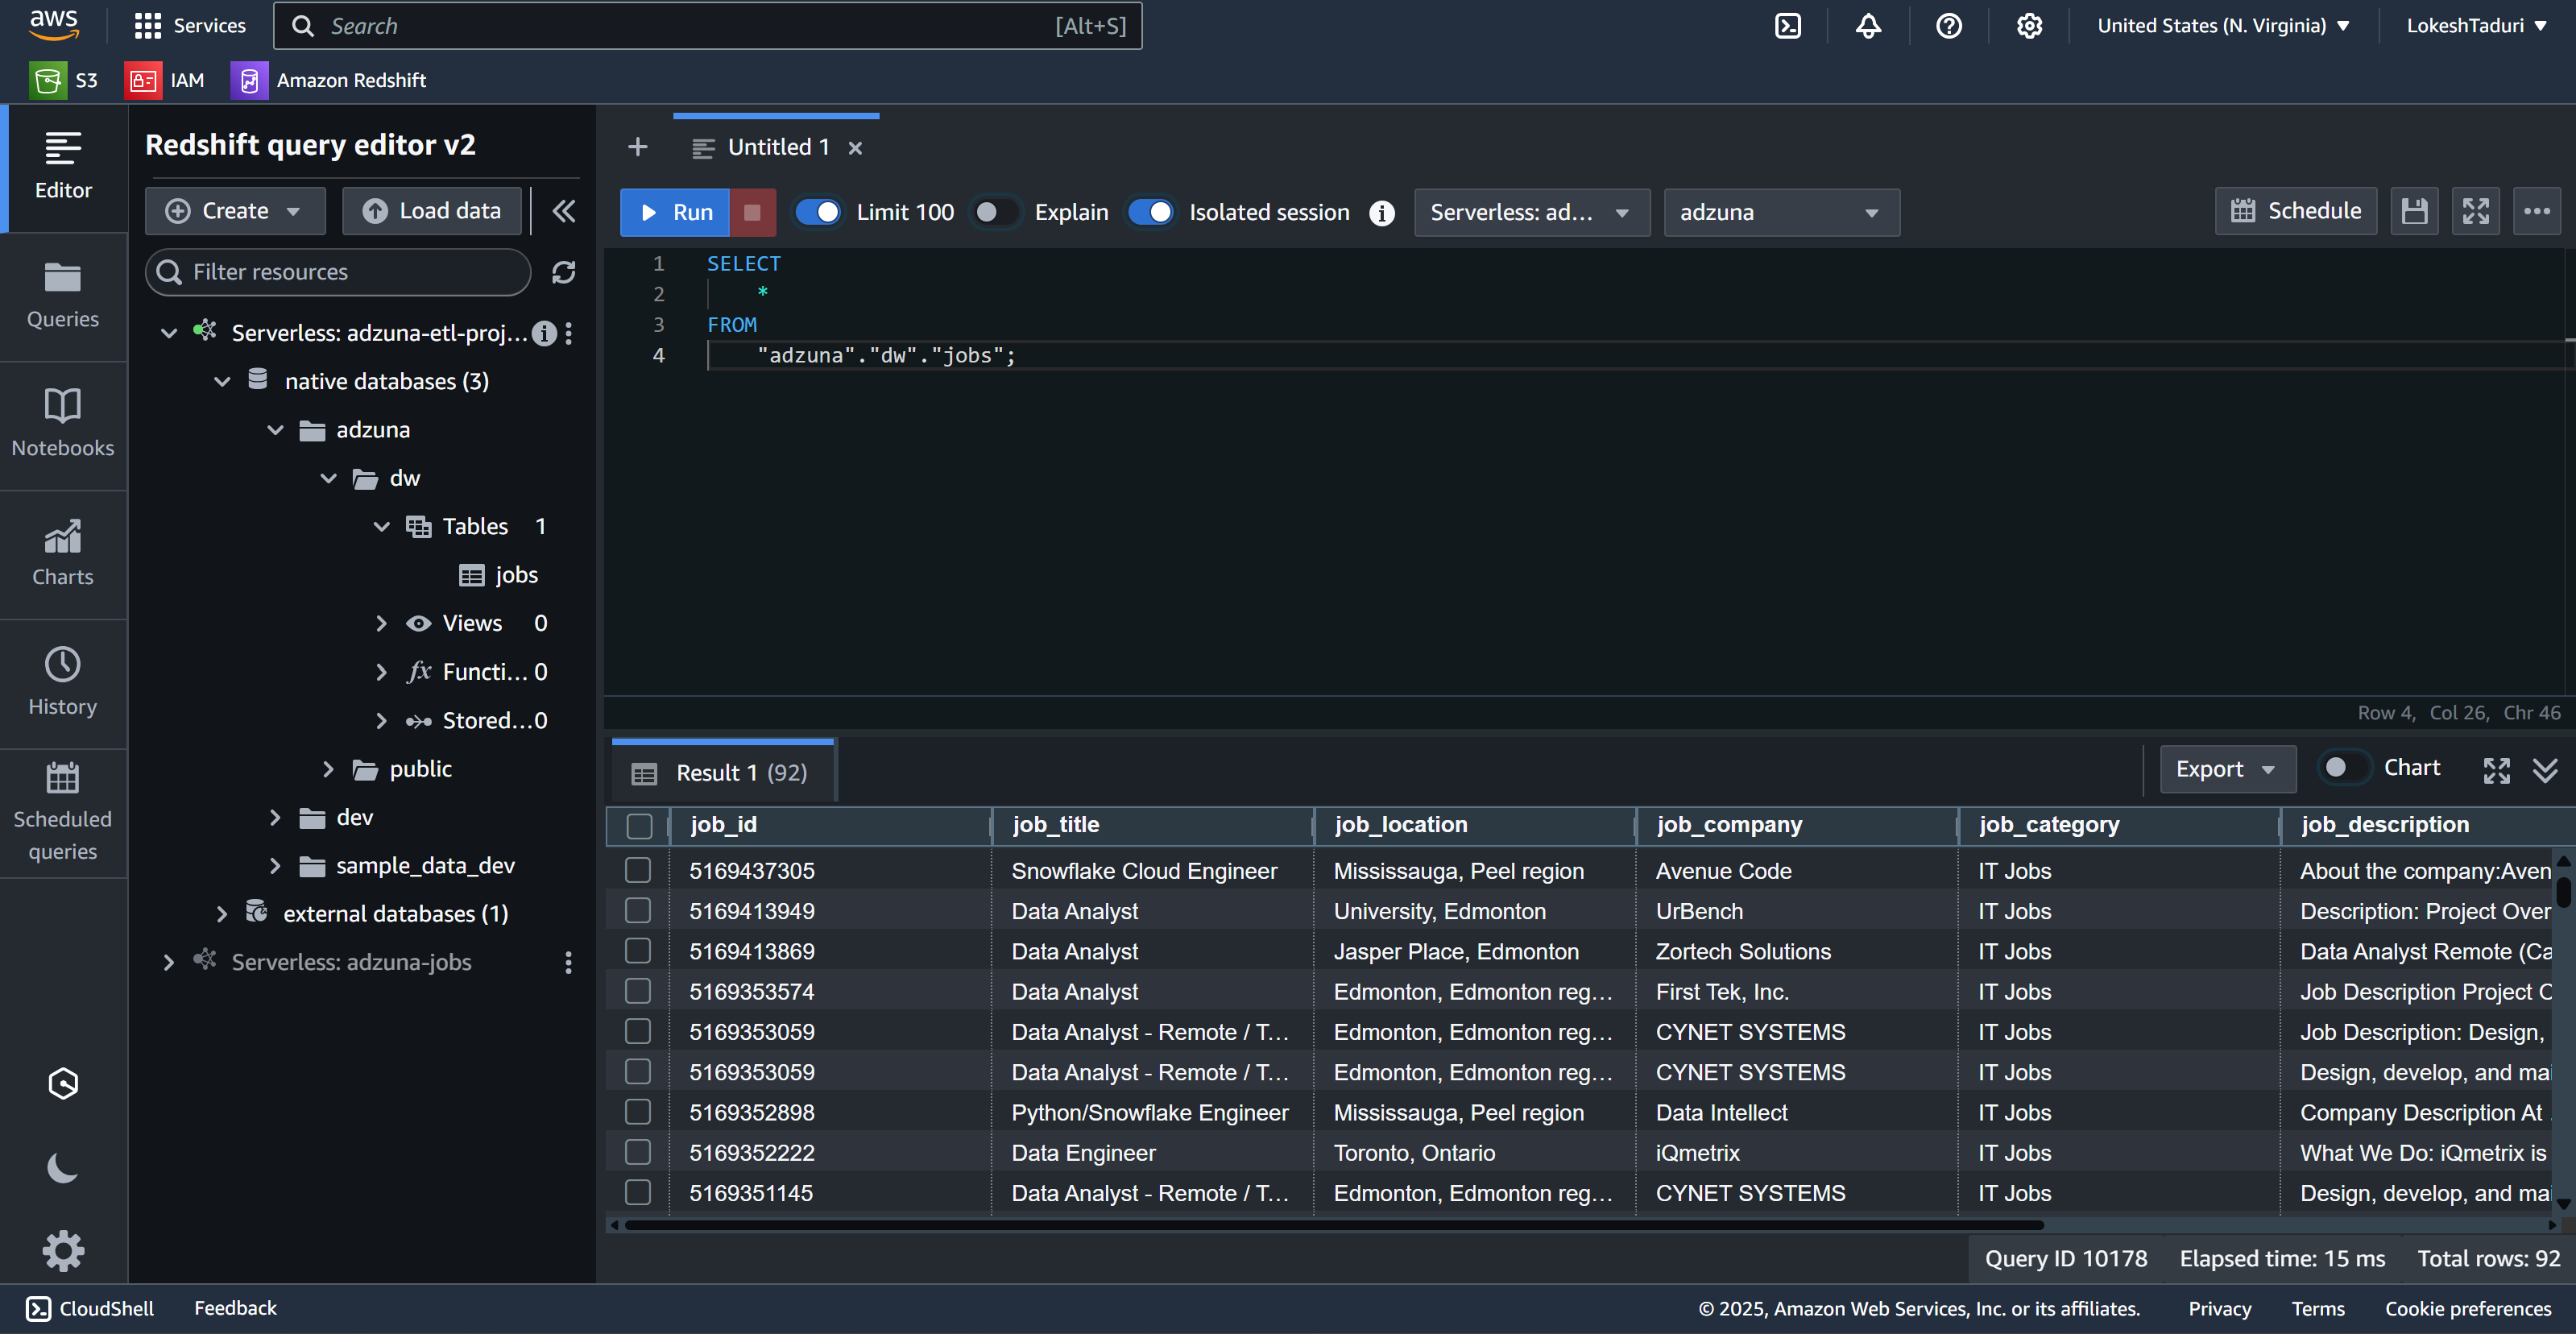 aws Services Search [Alt+S] United States (N. Virginia) LokeshTaduri
S3 IAM Amazon Redshift
Editor
Queries
Notebooks
Charts
History
Scheduled queries
Redshift query editor v2
Create Load data
Filter resources
Serverless: adzuna-etl-proj...
native databases (3)
adzuna
dw
Tables 1
jobs
Views 0
fx Functi... 0
Stored...0
public
dev
sample_data_dev
external databases (1)
Serverless: adzuna-jobs
Untitled 1
Run Limit 100 Explain Isolated session Serverless: ad... adzuna Schedule
1 SELECT
2 *
3 FROM
4 "adzuna"."dw"."jobs";
Row 4, Col 26, Chr 46
Result 1 (92) Export Chart
job_id job_title job_location job_company job_category job_description
5169437305 Snowflake Cloud Engineer Mississauga, Peel region Avenue Code IT Jobs About the company:Aven
5169413949 Data Analyst University, Edmonton UrBench IT Jobs Description: Project Over
5169413869 Data Analyst Jasper Place, Edmonton Zortech Solutions IT Jobs Data Analyst Remote (Ca
5169353574 Data Analyst Edmonton, Edmonton reg... First Tek, Inc. IT Jobs Job Description Project O
5169353059 Data Analyst - Remote / T... Edmonton, Edmonton reg... CYNET SYSTEMS IT Jobs Job Description: Design,
5169353059 Data Analyst - Remote / T... Edmonton, Edmonton reg... CYNET SYSTEMS IT Jobs Design, develop, and mai
5169352898 Python/Snowflake Engineer Mississauga, Peel region Data Intellect IT Jobs Company Description At
5169352222 Data Engineer Toronto, Ontario iQmetrix IT Jobs What We Do: iQmetrix is
5169351145 Data Analyst - Remote / T... Edmonton, Edmonton reg... CYNET SYSTEMS IT Jobs Design, develop, and mai
Query ID 10178 Elapsed time: 15 ms Total rows: 92
CloudShell Feedback © 2025, Amazon Web Services, Inc. or its affiliates. Privacy Terms Cookie preferences